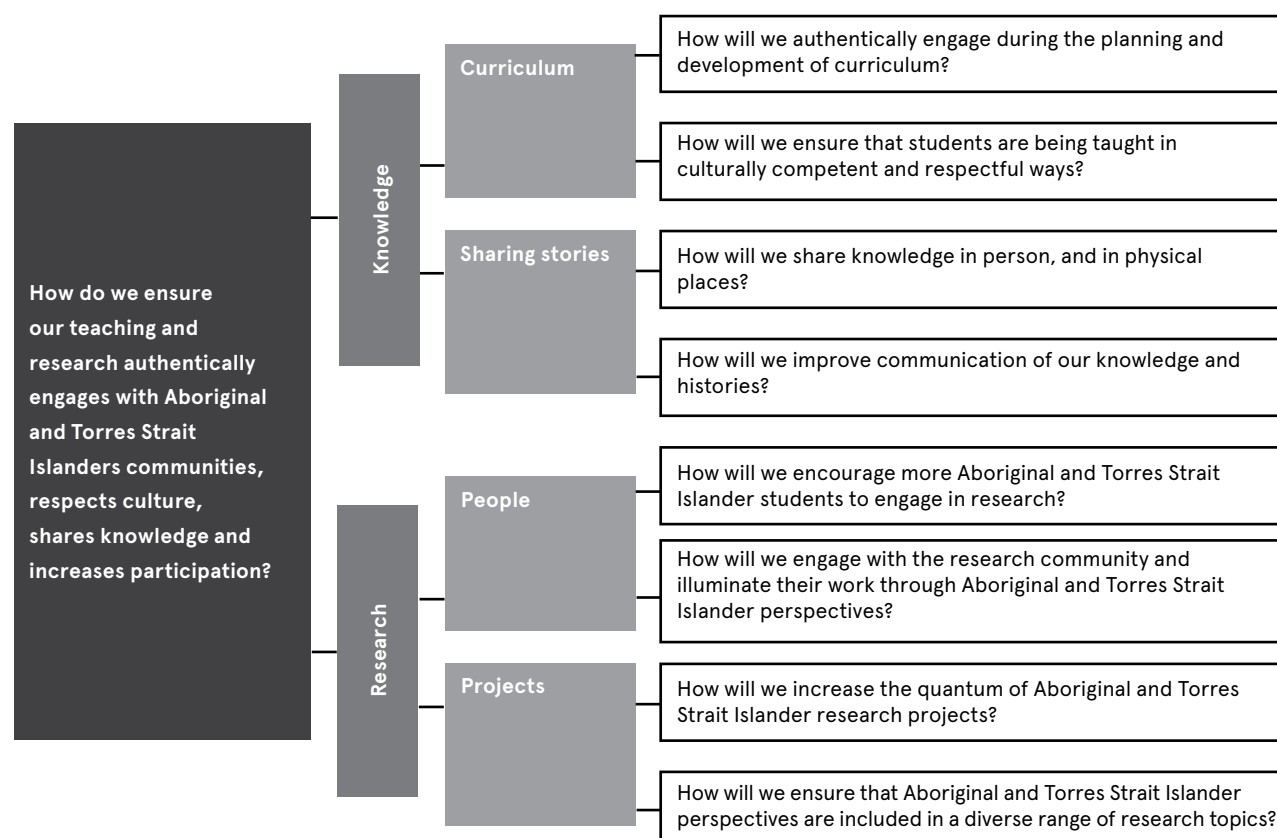 How do we ensure
our teaching and
research authentically
engages with Aboriginal
and Torres Strait
Islanders communities,
respects culture,
shares knowledge and
increases participation?
Knowledge
Curriculum
How will we authentically engage during the planning and
development of curriculum?
How will we ensure that students are being taught in
culturally competent and respectful ways?
Sharing stories
How will we share knowledge in person, and in physical
places?
How will we improve communication of our knowledge and
histories?
Research
People
How will we encourage more Aboriginal and Torres Strait
Islander students to engage in research?
How will we engage with the research community and
illuminate their work through Aboriginal and Torres Strait
Islander perspectives?
Projects
How will we increase the quantum of Aboriginal and Torres
Strait Islander research projects?
How will we ensure that Aboriginal and Torres Strait Islander
perspectives are included in a diverse range of research topics?